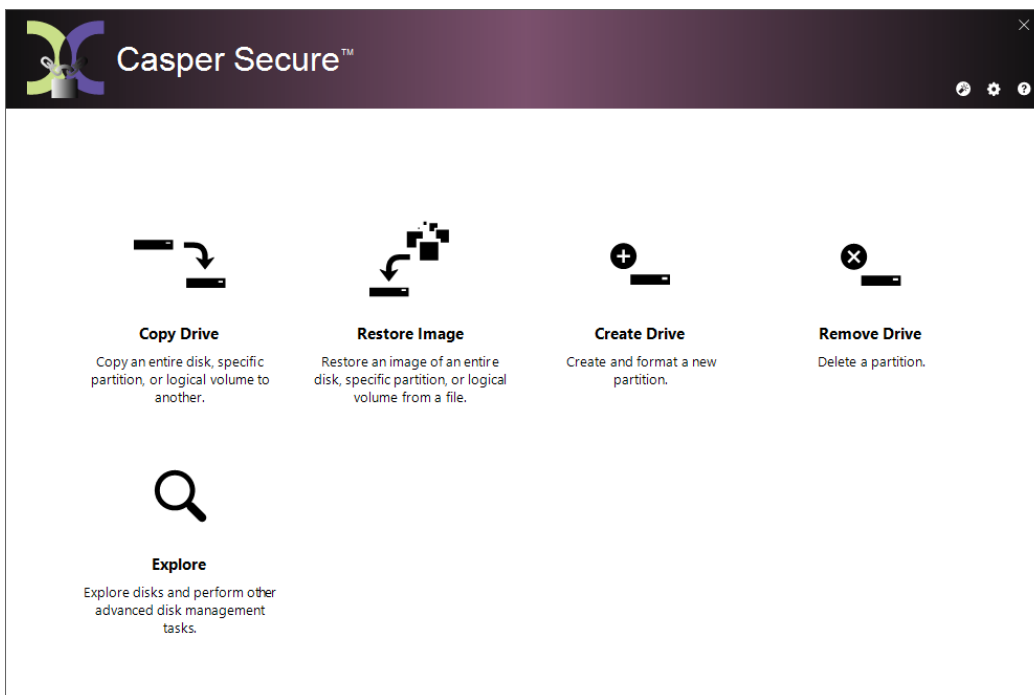 Casper Secure™
Copy Drive
Copy an entire disk, specific
partition, or logical volume to
another.
Restore Image
Restore an image of an entire
disk, specific partition, or logical
volume from a file.
Create Drive
Create and format a new
partition.
Remove Drive
Delete a partition.
Explore
Explore disks and perform other
advanced disk management
tasks.